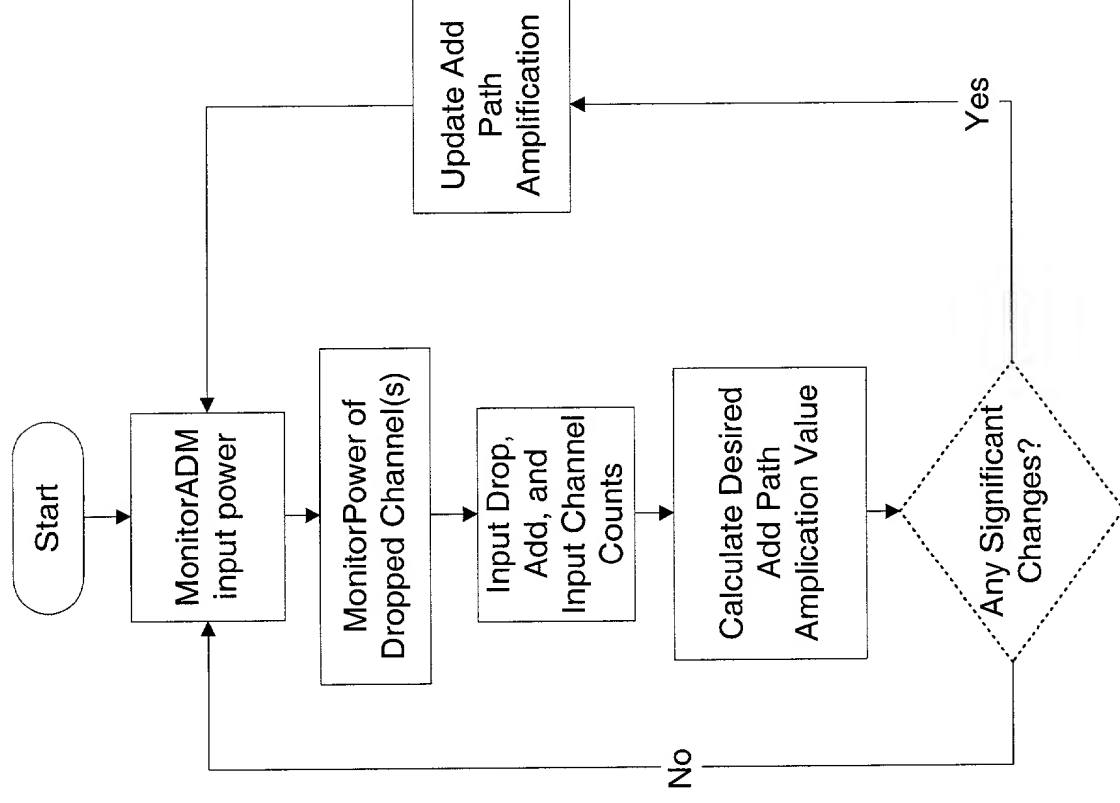 Start
MonitorADM
input power
MonitorPower of
Dropped Channel(s)
Input Drop,
Add, and
Input Channel
Counts
Calculate Desired
Add Path
Amplication Value
Any Significant
Changes?
No
Yes
Update Add
Path
Amplification